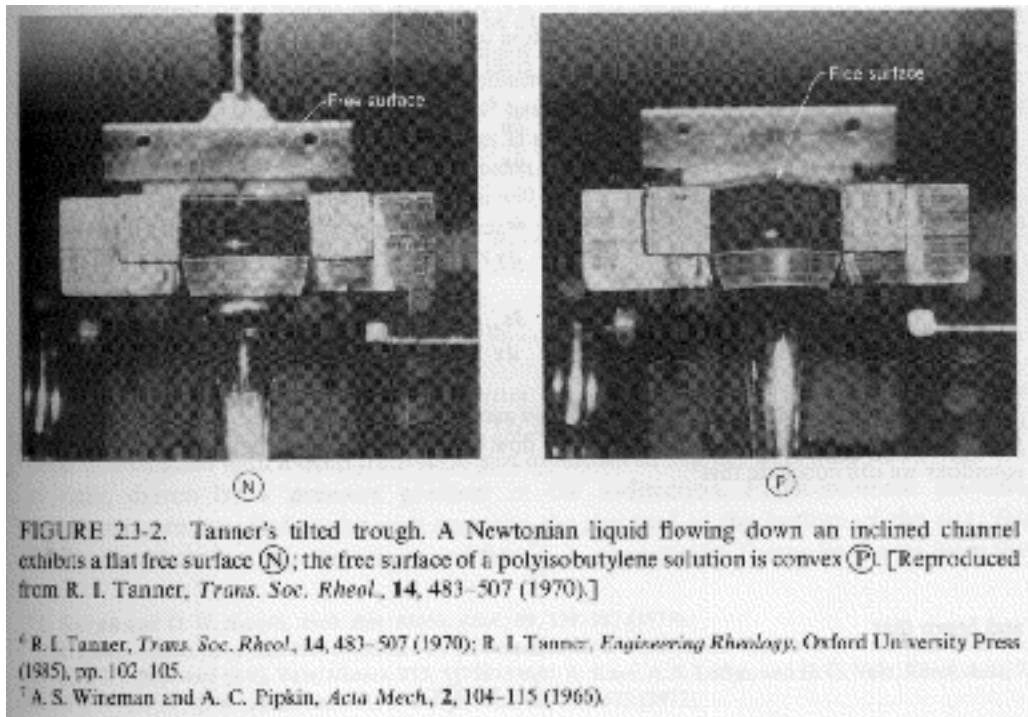 Free surface
Free surface
N
P
FIGURE 2.3-2. Tanner's tilted trough. A Newtonian liquid flowing down an inclined channel
exhibits a flat free surface Ⓝ; the free surface of a polyisobutylene solution is convex Ⓟ. [Reproduced
from R. I. Tanner, Trans. Soc. Rheol., 14, 483–507 (1970).]
6 R. I. Tanner, Trans. Soc. Rheol., 14, 483–507 (1970); R. I. Tanner, Engineering Rheology, Oxford University Press
(1985), pp. 102–105.
7 A. S. Wineman and A. C. Pipkin, Acta Mech., 2, 104–115 (1966).